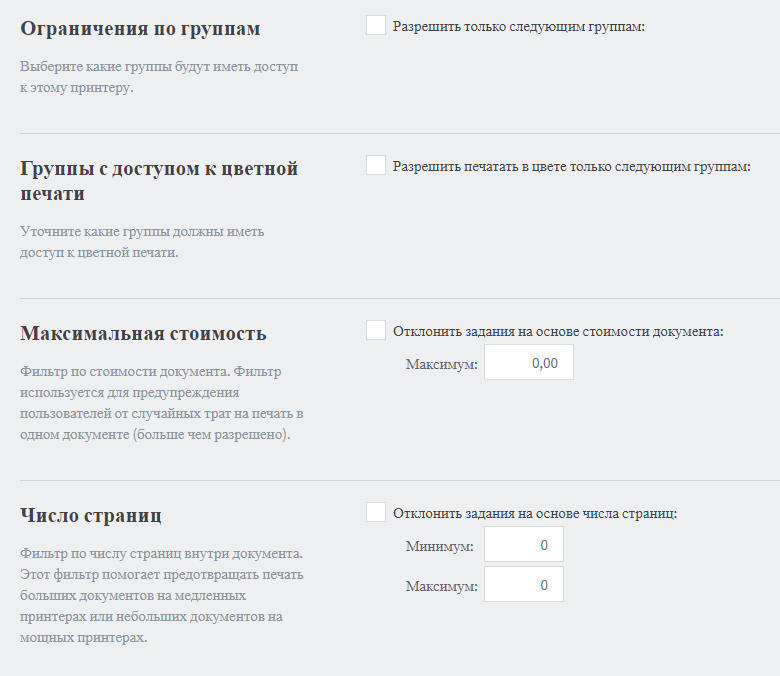 Ограничения по группам
Разрешить только следующим группам:
Выберите какие группы будут иметь доступ
к этому принтеру.
Группы с доступом к цветной
печати
Разрешить печатать в цвете только следующим группам:
Уточните какие группы должны иметь
доступ к цветной печати.
Максимальная стоимость
Отклонить задания на основе стоимости документа:
Максимум: 0,00
Фильтр по стоимости документа. Фильтр
используется для предупреждения
пользователей от случайных трат на печать в
одном документе (больше чем разрешено).
Число страниц
Отклонить задания на основе числа страниц:
Минимум: 0
Максимум: 0
Фильтр по числу страниц внутри документа.
Этот фильтр помогает предотвращать печать
больших документов на медленных
принтерах или небольших документов на
мощных принтерах.